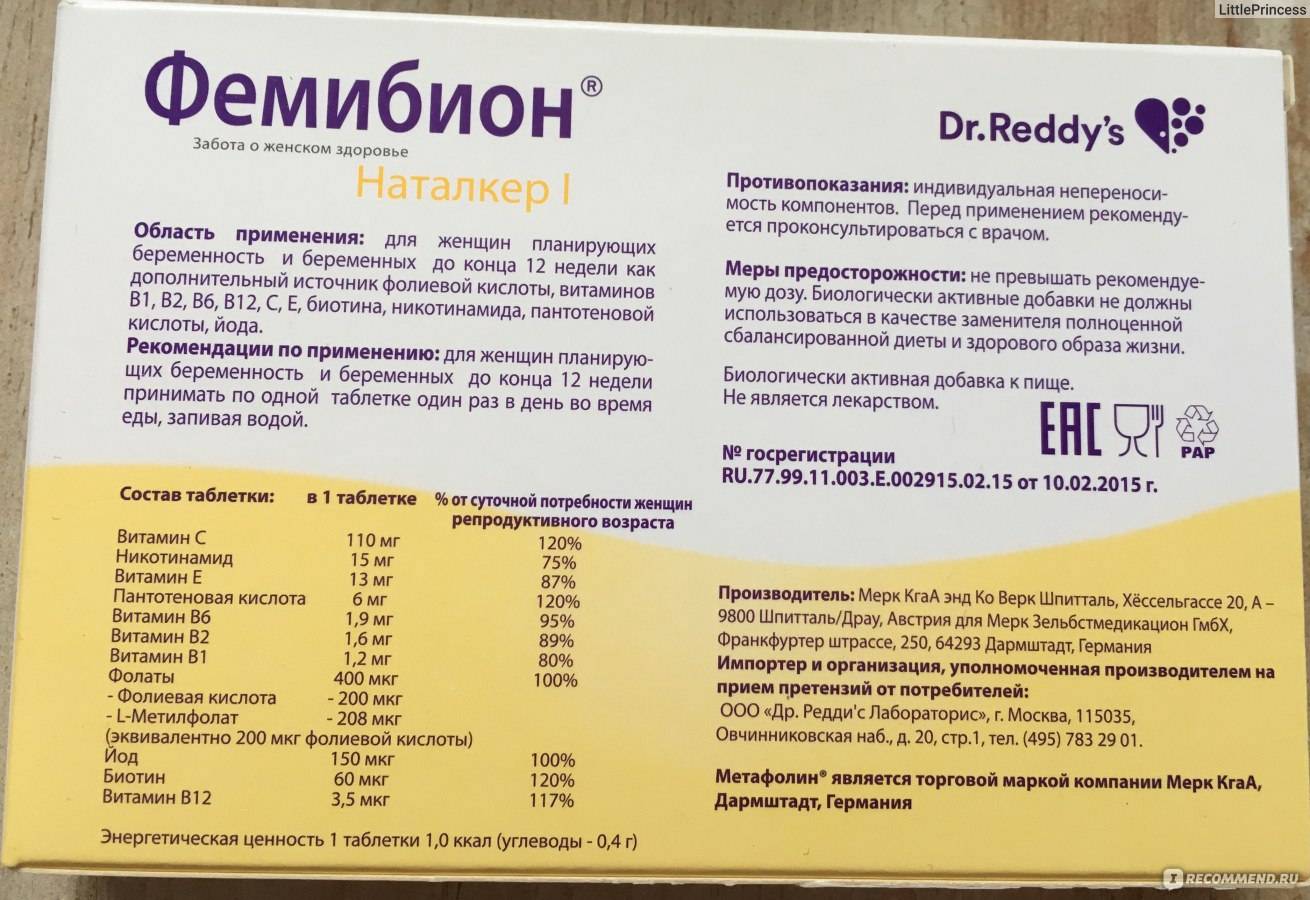 LittlePrincess
Фемибион®
Забота о женском здоровье
Наталкер I
Область применения: для женщин планирующих
беременность и беременных до конца 12 недели как
дополнительный источник фолиевой кислоты, витаминов
В1, В2, В6, В12, С, Е, биотина, никотинамида, пантотеновой
кислоты, йода.
Рекомендации по применению: для женщин планирую-
щих беременность и беременных до конца 12 недели
принимать по одной таблетке один раз в день во время
еды, запивая водой.
Состав таблетки: в 1 таблетке % от суточной потребности женщин
репродуктивного возраста
Витамин С 110 мг 120%
Никотинамид 15 мг 75%
Витамин Е 13 мг 87%
Пантотеновая кислота 6 мг 120%
Витамин В6 1,9 мг 95%
Витамин В2 1,6 мг 89%
Витамин В1 1,2 мг 80%
Фолаты 400 мкг 100%
- Фолиевая кислота - 200 мкг
- L-Метилфолат - 208 мкг
(эквивалентно 200 мкг фолиевой кислоты)
Йод 150 мкг 100%
Биотин 60 мкг 120%
Витамин В12 3,5 мкг 117%
Энергетическая ценность 1 таблетки 1,0 ккал (углеводы - 0,4 г)
Dr.Reddy's
Противопоказания: индивидуальная непереноси-
мость компонентов. Перед применением рекоменду-
ется проконсультироваться с врачом.
Меры предосторожности: не превышать рекомендуе-
мую дозу. Биологически активные добавки не должны
использоваться в качестве заменителя полноценной
сбалансированной диеты и здорового образа жизни.
Биологически активная добавка к пище.
Не является лекарством.
EAC
PAP
№ госрегистрации
RU.77.99.11.003.Е.002915.02.15 от 10.02.2015 г.
Производитель: Мерк КгаА энд Ко Верк Шпитталь, Хёссельгассе 20, А –
9800 Шпитталь/Драу, Австрия для Мерк Зельбстмедикацион ГмбХ,
Франкфуртер штрассе, 250, 64293 Дармштадт, Германия
Импортер и организация, уполномоченная производителем на
прием претензий от потребителей:
ООО «Др. Редди'с Лабораторис», г. Москва, 115035,
Овчинниковская наб., д. 20, стр.1, тел. (495) 783 29 01.
Метафолин® является торговой маркой компании Мерк КгаА,
Дармштадт, Германия
IRECOMMEND.RU